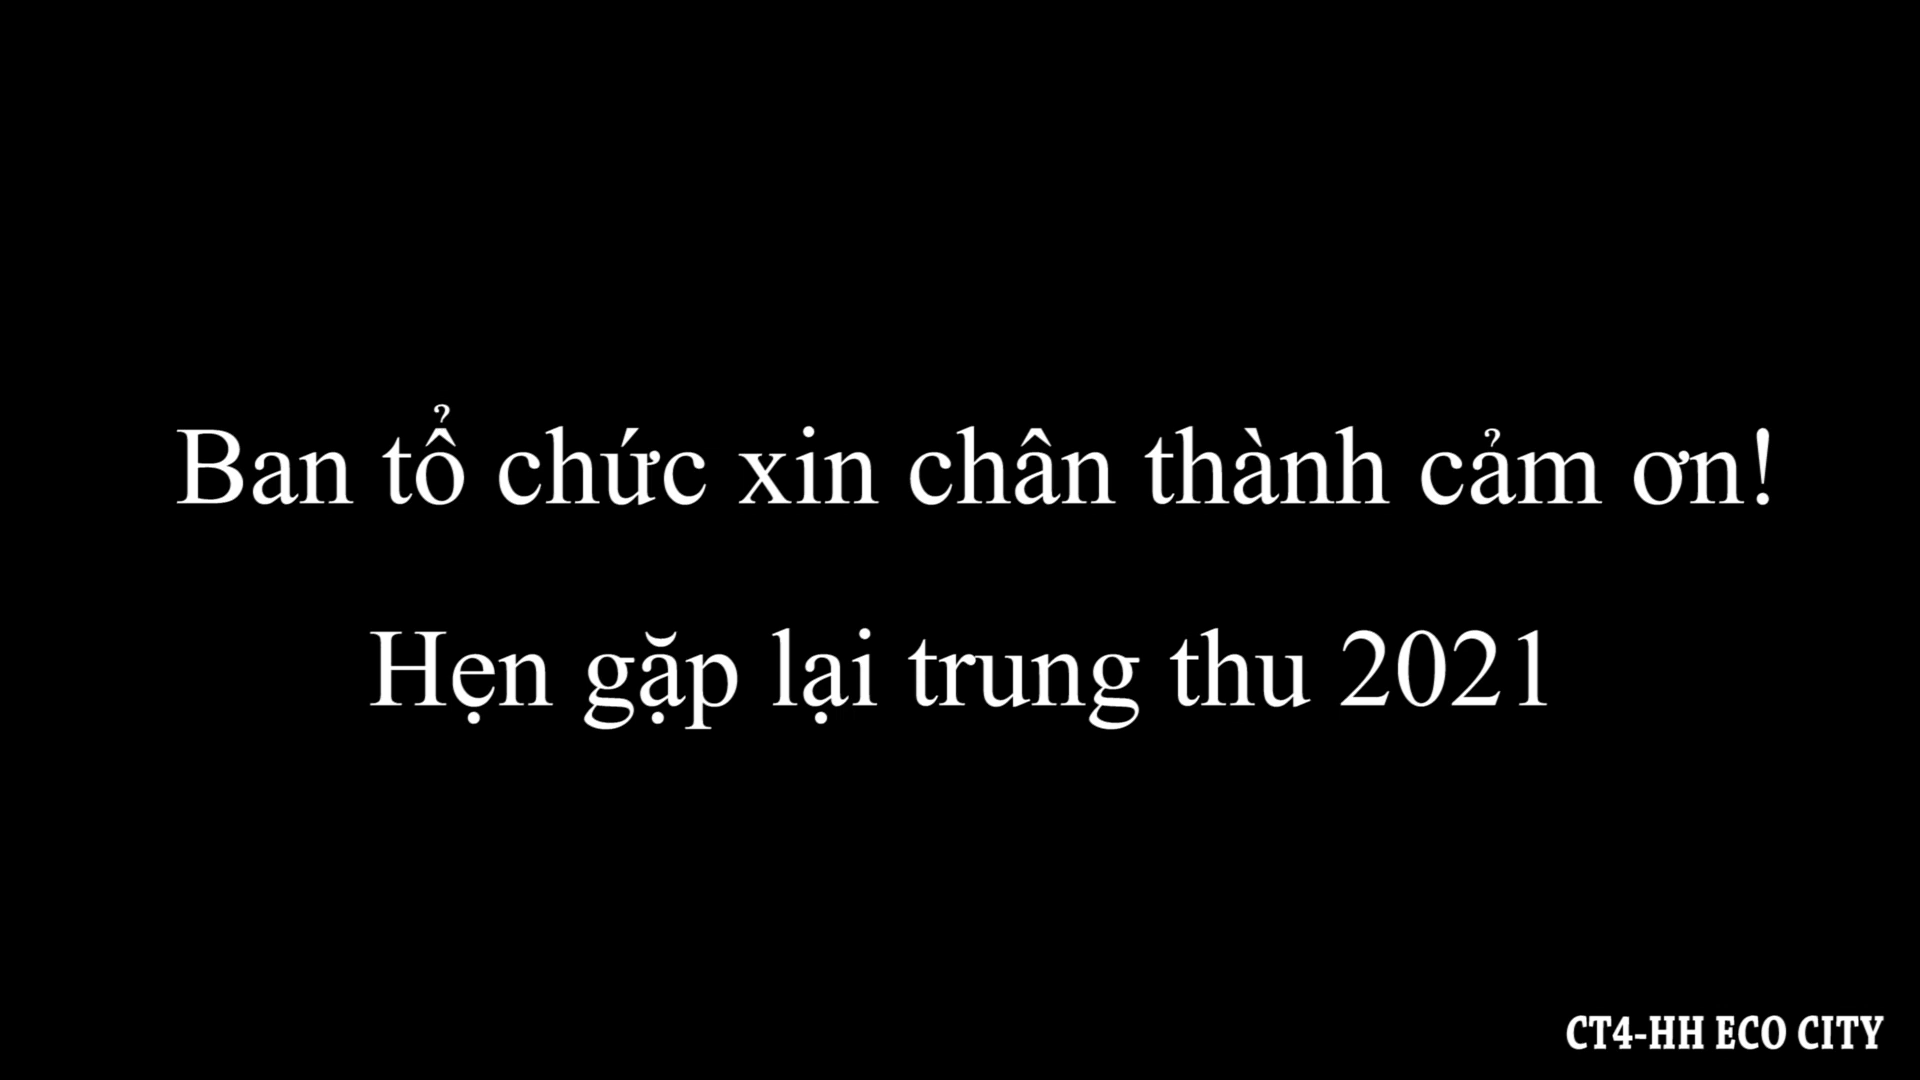 Ban tổ chức xin chân thành cảm ơn!
Hẹn gặp lại trung thu 2021
CT4-HH ECO CITY